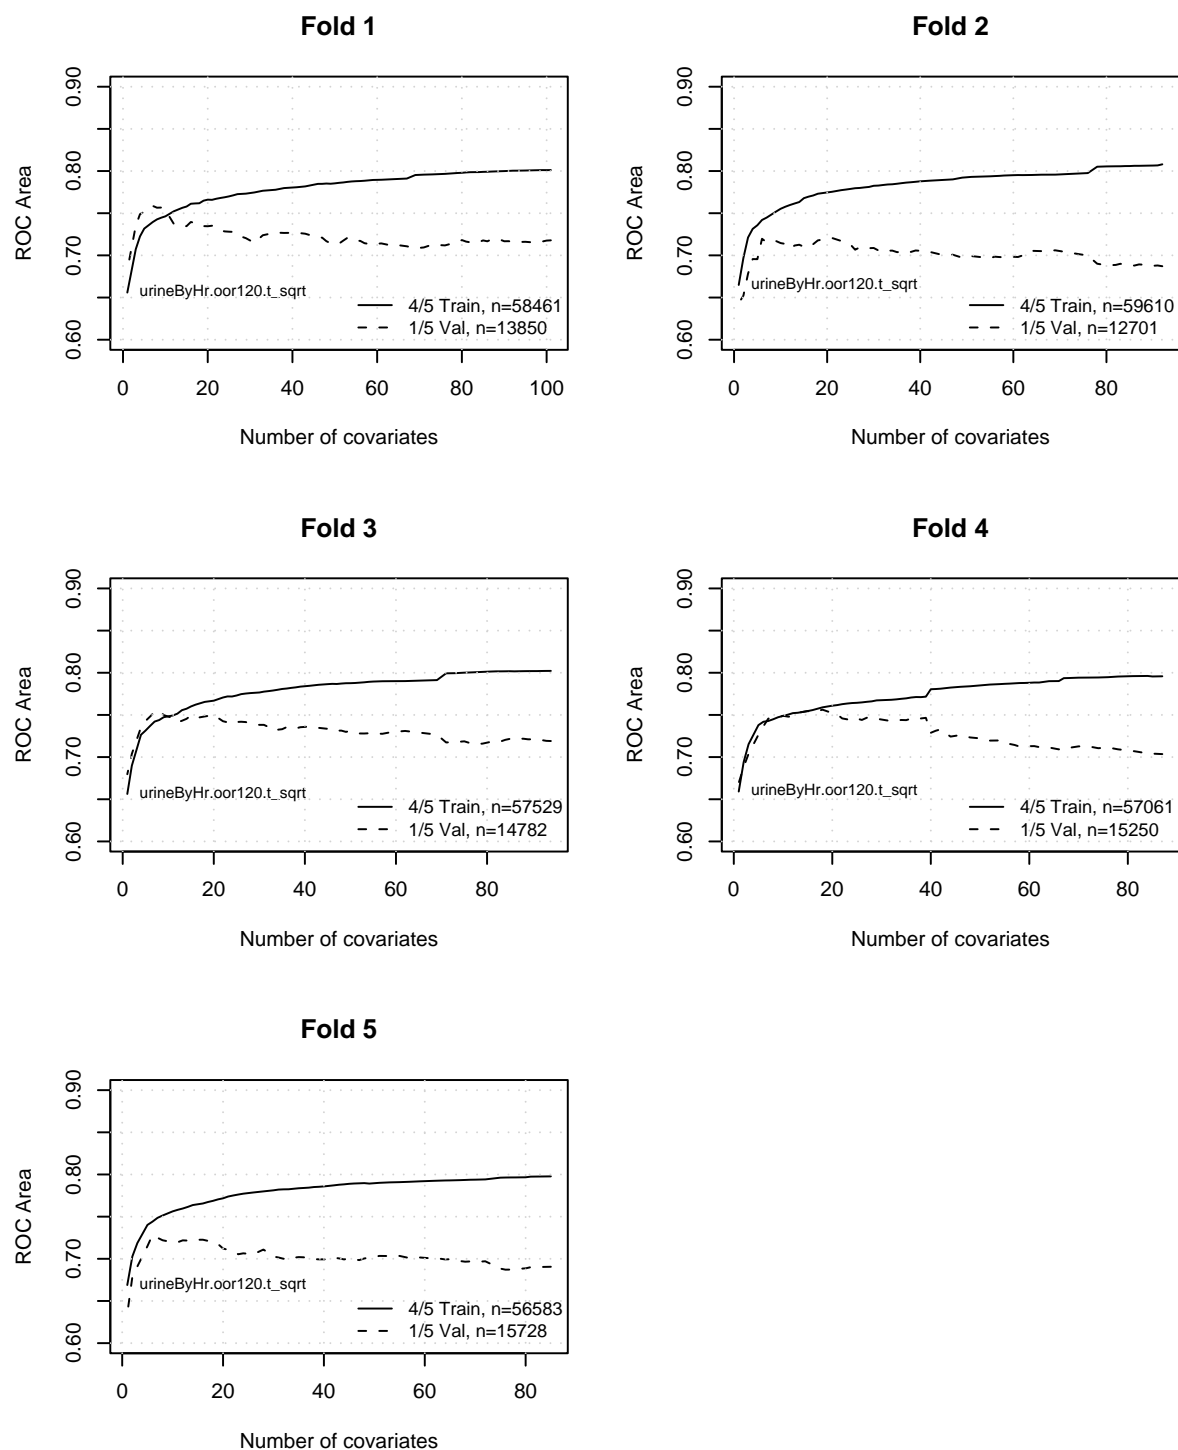 Fold 1
ROC Area
0.60 0.70 0.80 0.90
urineByHr.oor120.t_sqrt
4/5 Train, n=58461
1/5 Val, n=13850
0 20 40 60 80 100
Number of covariates
Fold 2
ROC Area
0.60 0.70 0.80 0.90
urineByHr.oor120.t_sqrt
4/5 Train, n=59610
1/5 Val, n=12701
0 20 40 60 80
Number of covariates
Fold 3
ROC Area
0.60 0.70 0.80 0.90
urineByHr.oor120.t_sqrt
4/5 Train, n=57529
1/5 Val, n=14782
0 20 40 60 80
Number of covariates
Fold 4
ROC Area
0.60 0.70 0.80 0.90
urineByHr.oor120.t_sqrt
4/5 Train, n=57061
1/5 Val, n=15250
0 20 40 60 80
Number of covariates
Fold 5
ROC Area
0.60 0.70 0.80 0.90
urineByHr.oor120.t_sqrt
4/5 Train, n=56583
1/5 Val, n=15728
0 20 40 60 80
Number of covariates